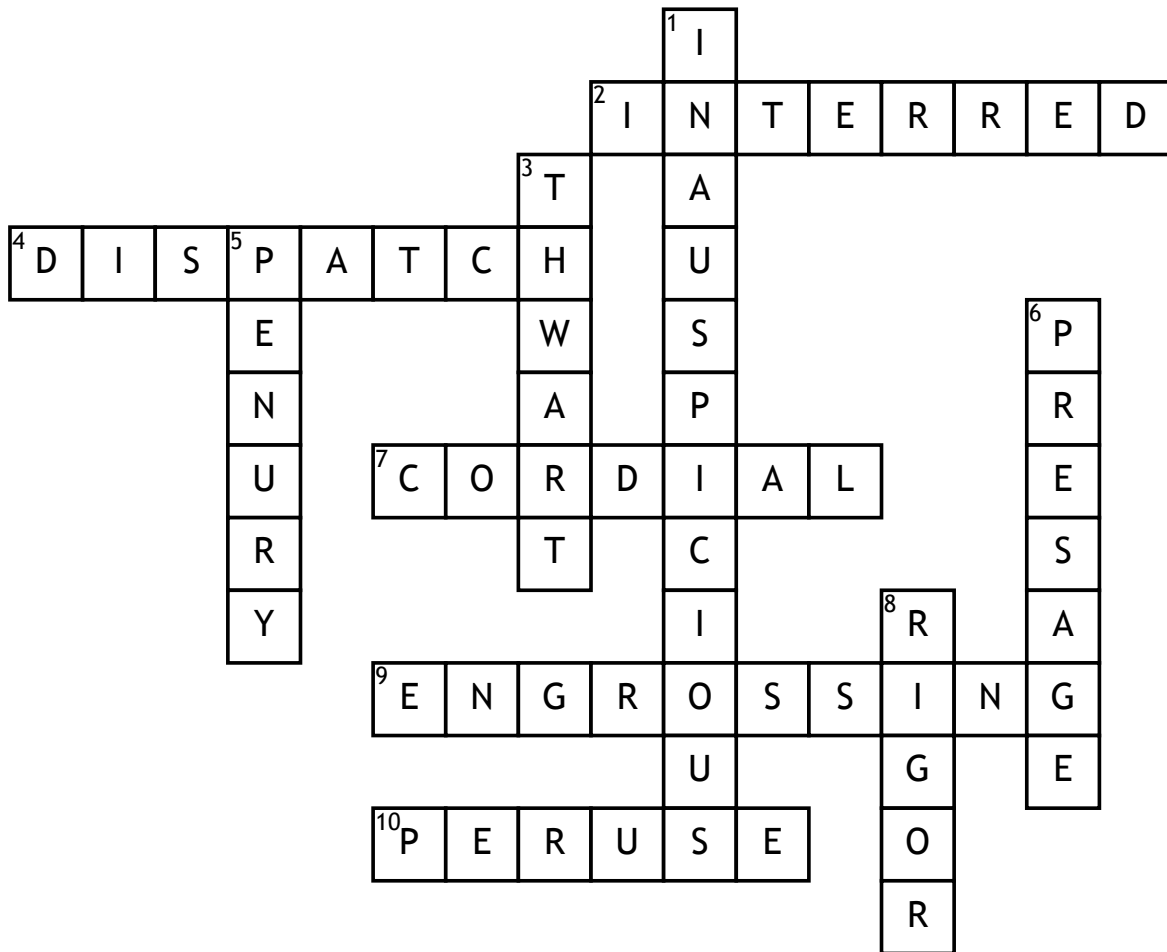 1 I
2 I N T E R R E D
3 T A
4 D I S 5 P A T C H U
E W S 6 P
N A P R
U 7 C O R D I A L E
R T C S
Y I 8 R A
9 E N G R O S S I N G
U G E
10 P E R U S E O
R